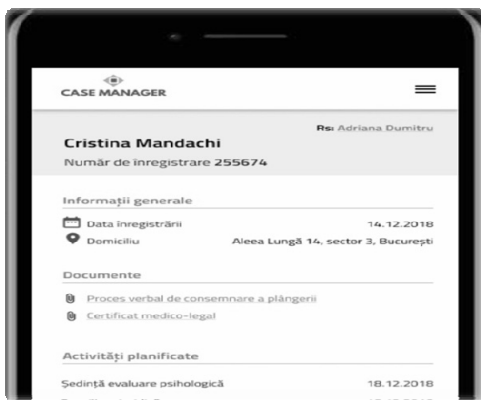 CASE MANAGER
Rs: Adriana Dumitru
Cristina Mandachi
Număr de înregistrare 255674
Informații generale
Data înregistrării 14.12.2018
Domiciliu Aleea Lungă 14, sector 3, București
Documente
Proces verbal de consemnare a plângerii
Certificat medico-legal
Activități planificate
Ședință evaluare psihologică 18.12.2018